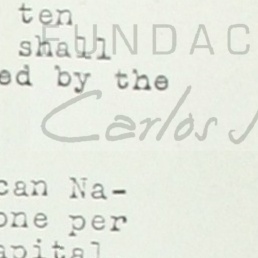 ten
shall
FUNDAC
ed by the
Carlos J
can Na-
one per
apital